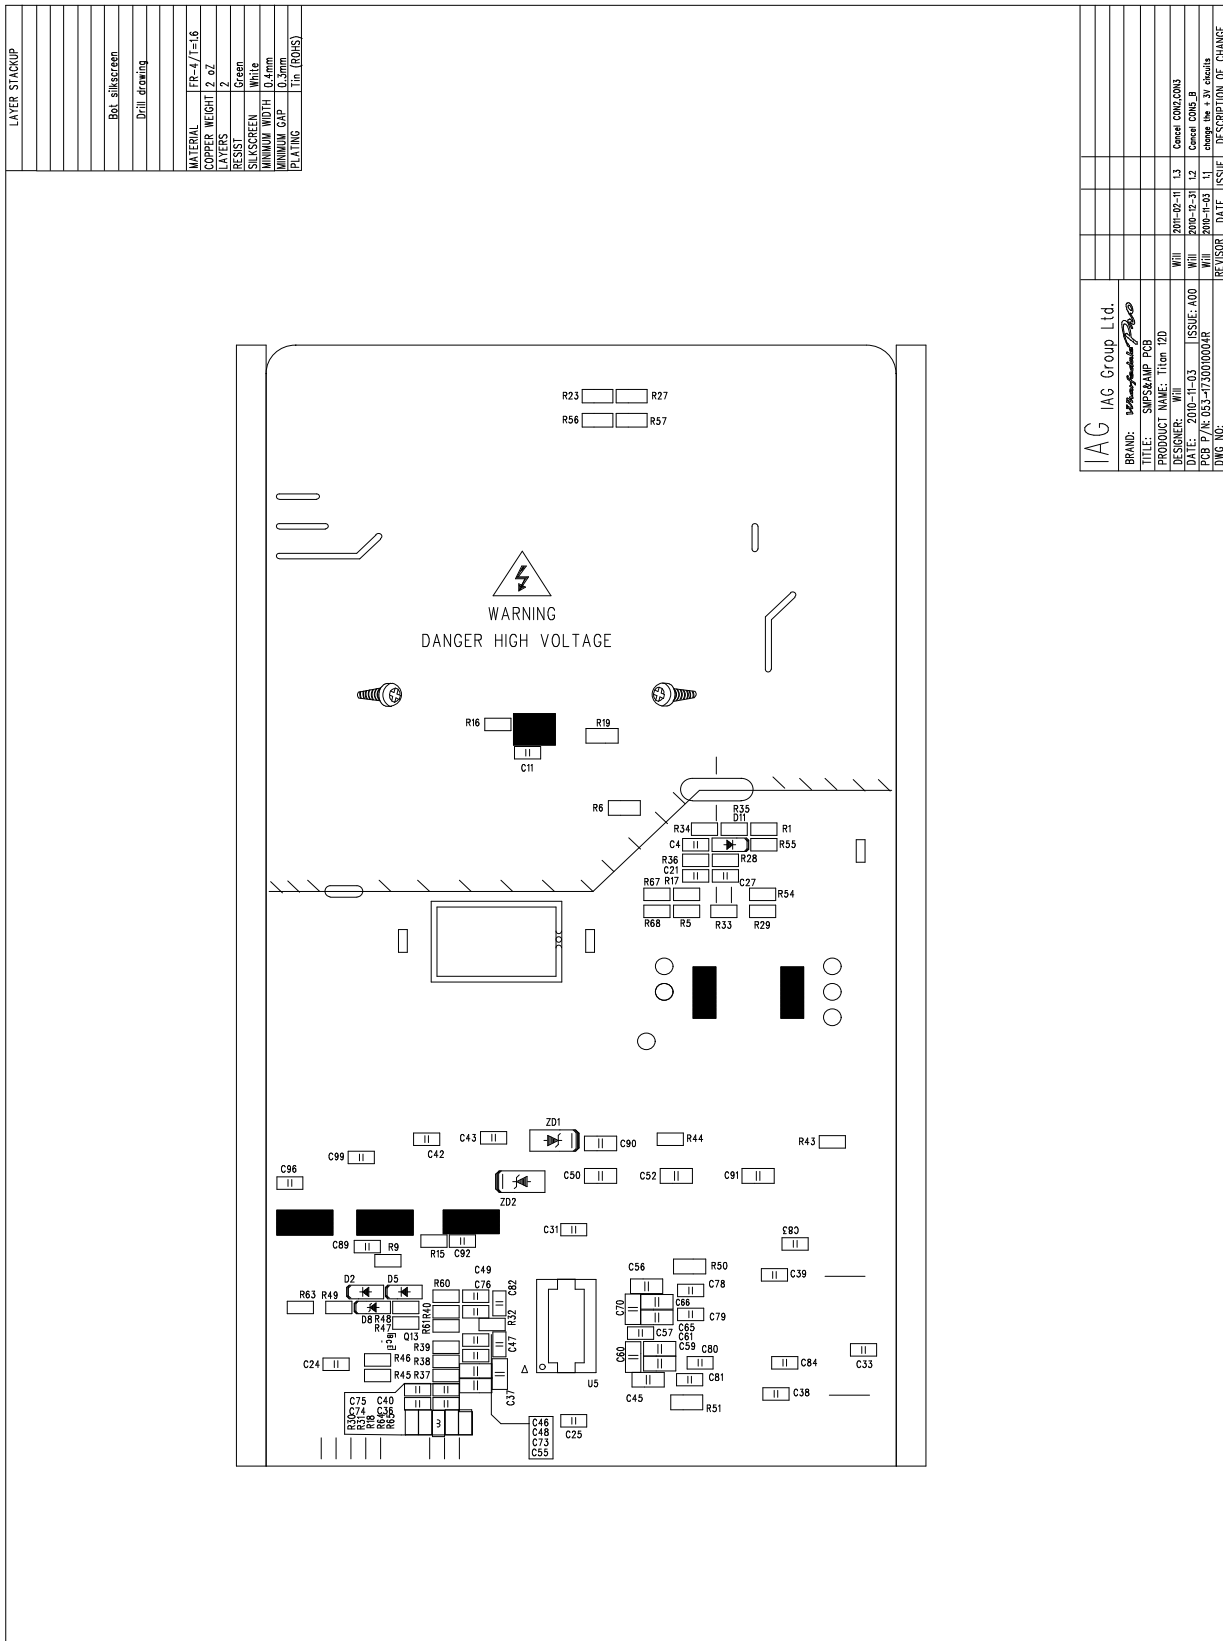 LAYER STACKUP
Bot silkscreen
Drill drawing
MATERIAL FR-4/T=1.6
COPPER WEIGHT 2 oZ
LAYERS 2
RESIST Green
SILKSCREEN White
MINIMUM WIDTH 0.4mm
MINIMUM GAP 0.3mm
PLATING Tin (ROHS)
IAG IAG Group Ltd.
BRAND: Wharfedale Pro
TITLE: SMPS&AMP PCB
PRODOUCT NAME: Titan 12D
DESIGNER: Will
DATE: 2010-11-03 ISSUE: A00
PCB P/N: 053-4730010004R
DWG NO:
Will 2011-02-11 1.3 Cancel CON2,CON3
Will 2010-12-31 1.2 Cancel CON5_B
Will 2010-11-03 1.1 change the + 3V circuits
REVISOR DATE ISSUE DESCRIPTION OF CHANGE
R23 R27
R56 R57
WARNING
DANGER HIGH VOLTAGE
R16 R19
C11
R6
R35
D11
R34 R1
C4 R55
R36 R28
C21
R67 R17 C27
R54
R68 R5 R33 R29
ZD1
C43 C90 R44 R43
C42
C99
C96 C50 C52 C91
ZD2
C31 C83
C89 R9 R15 C92
C49 C56 R50
D2 D5 R60 C76 C82 C78 C39
R63 R49 C70 C66
D8 R48 R40 R32 C79
R47 R61 C65
Q13 C57 C61
R39 C47 C60 C59
R46 R38 C80 C84 C33
C24
R45 R37 C81
U5
C37 C45 R51 C38
C75 C40
C74 C36
R30 R31 R18 R64 R65
C46
C48
C73
C55
C25